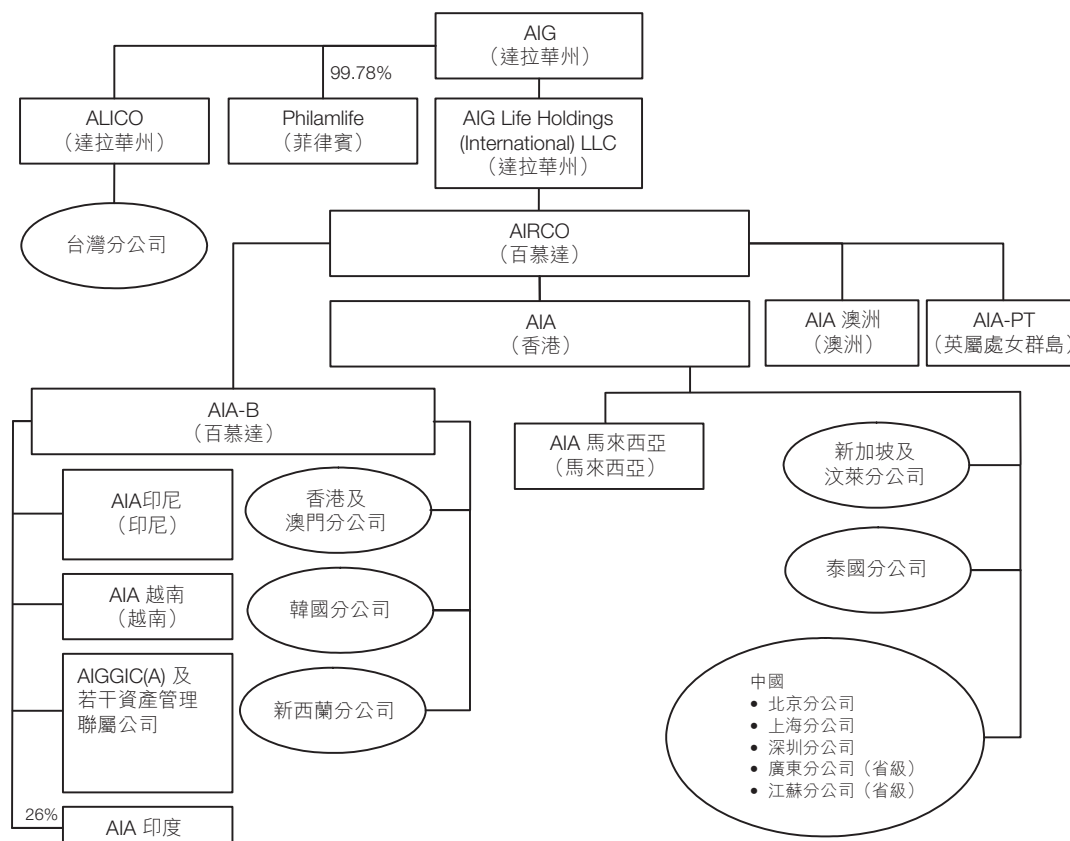 AIG
（達拉華州）
99.78%
ALICO
（達拉華州）
Philamlife
（菲律賓）
AIG Life Holdings
(International) LLC
（達拉華州）
台灣分公司
AIRCO
（百慕達）
AIA
（香港）
AIA 澳洲
（澳洲）
AIA-PT
（英屬處女群島）
AIA-B
（百慕達）
AIA 馬來西亞
（馬來西亞）
新加坡及
汶萊分公司
AIA印尼
（印尼）
香港及
澳門分公司
泰國分公司
AIA 越南
（越南）
韓國分公司
AIGGIC(A) 及
若干資產管理
聯屬公司
新西蘭分公司
中國
• 北京分公司
• 上海分公司
• 深圳分公司
• 廣東分公司（省級）
• 江蘇分公司（省級）
26%
AIA 印度